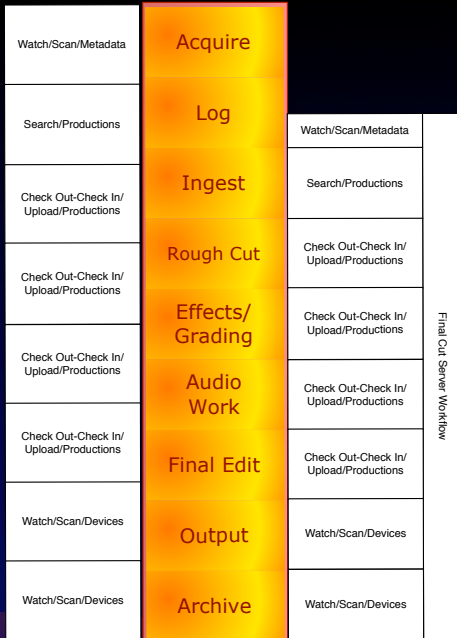 Watch/Scan/Metadata
Search/Productions
Check Out-Check In/
Upload/Productions
Check Out-Check In/
Upload/Productions
Check Out-Check In/
Upload/Productions
Check Out-Check In/
Upload/Productions
Watch/Scan/Devices
Watch/Scan/Devices
Acquire
Log
Ingest
Rough Cut
Effects/
Grading
Audio
Work
Final Edit
Output
Archive
Watch/Scan/Metadata
Search/Productions
Check Out-Check In/
Upload/Productions
Check Out-Check In/
Upload/Productions
Check Out-Check In/
Upload/Productions
Check Out-Check In/
Upload/Productions
Watch/Scan/Devices
Watch/Scan/Devices
Final Cut Server Workflow